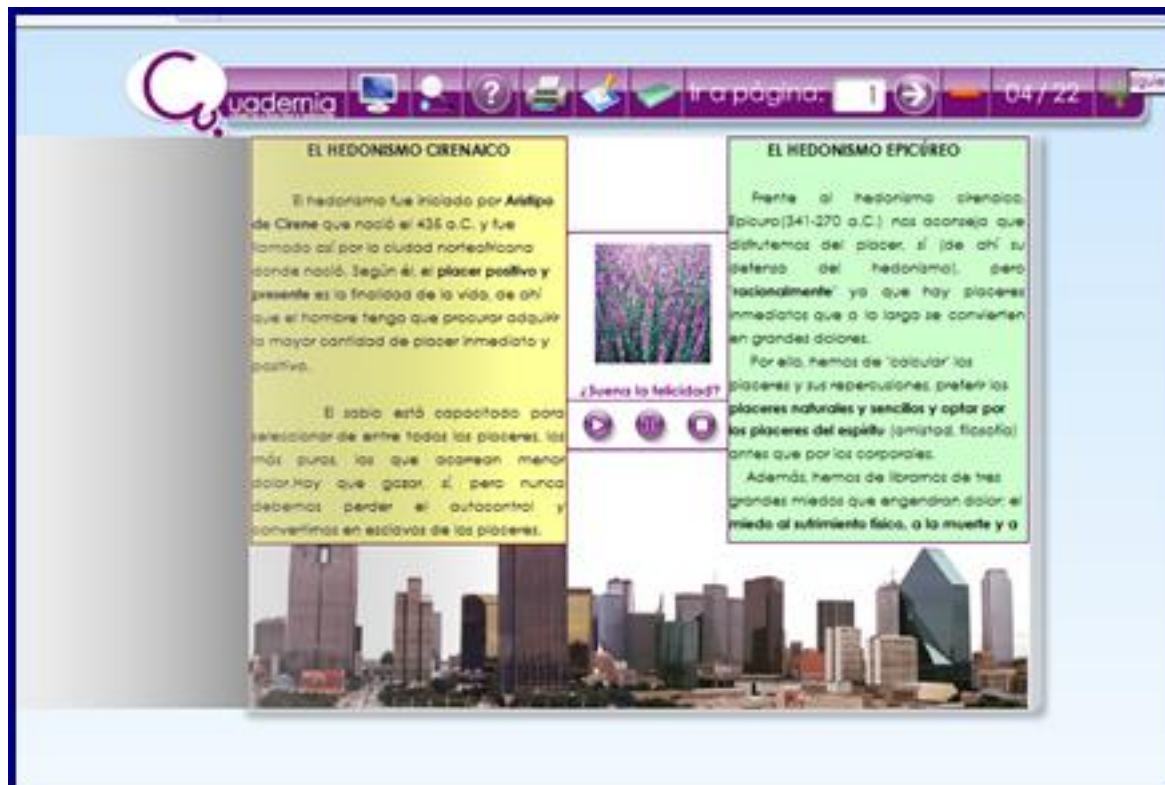 Cuadernia
?
Ir a página:
1
04 / 22
EL HEDONISMO CIRENAICO
El hedonismo fue iniciado por Aristipo
de Cirene que nació el 435 a.C. y fue
llamado así por la ciudad norteafricana
donde nació. Según él, el placer positivo y
presente es la finalidad de la vida, de ahí
que el hombre tenga que procurar adquirir
la mayor cantidad de placer inmediato y
positivo.
El sabio está capacitado para
seleccionar de entre todos los placeres, los
más puros, los que acarrean menor
dolor.Hay que gozar, sí, pero nunca
debemos perder el autocontrol y
convertirnos en esclavos de los placeres.
¿Suena la felicidad?
EL HEDONISMO EPICÚREO
Frente al hedonismo cirenaico,
Epicuro(341-270 a.C.) nos aconseja que
disfrutemos del placer, sí (de ahí su
defensa del hedonismo), pero
"racionalmente" ya que hay placeres
inmediatos que a la larga se convierten
en grandes dolores.
Por ello, hemos de "calcular" los
placeres y sus repercusiones, preferir los
placeres naturales y sencillos y optar por
los placeres del espíritu (amistad, filosofía)
antes que por los corporales.
Además, hemos de librarnos de tres
grandes miedos que engendran dolor: el
miedo al sufrimiento físico, a la muerte y a